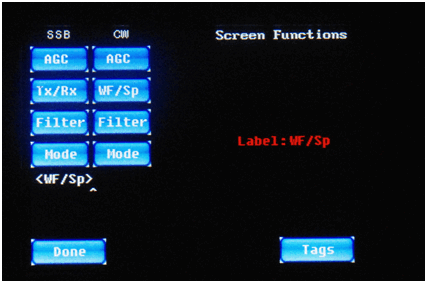 SSB CW Screen Functions
AGC AGC
Tx/Rx WF/Sp
Filter Filter
Label:WF/Sp
Mode Mode
<WF/Sp>
^
Done Tags